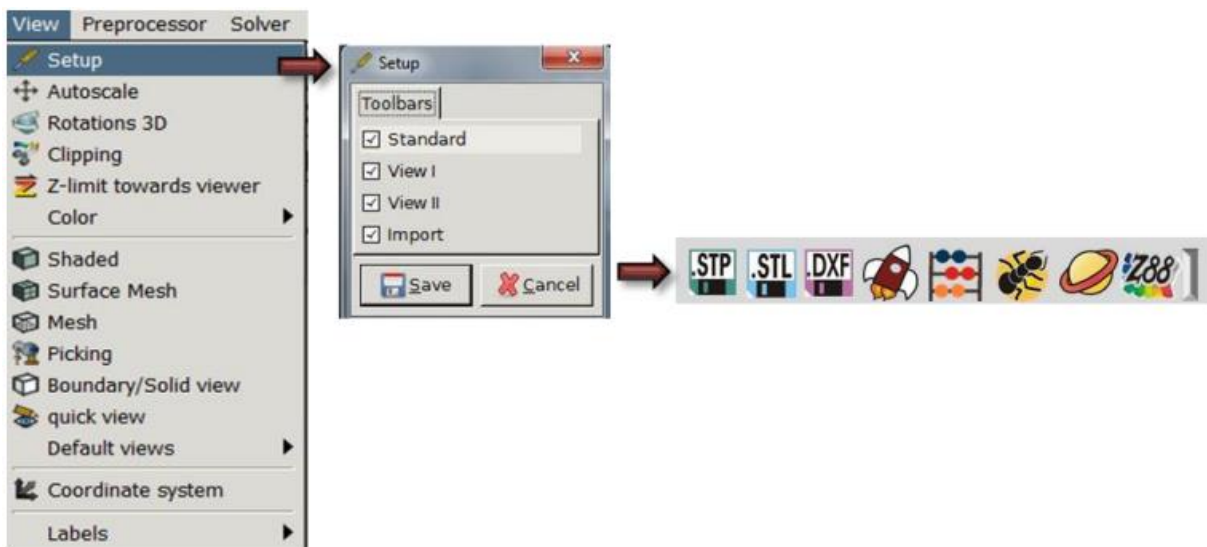 View Preprocessor Solver
Setup
Autoscale
Rotations 3D
Clipping
Z-limit towards viewer
Color
Shaded
Surface Mesh
Mesh
Picking
Boundary/Solid view
quick view
Default views
Coordinate system
Labels
Setup
Toolbars
Standard
View I
View II
Import
Save Cancel
.STP .STL .DXF Z88